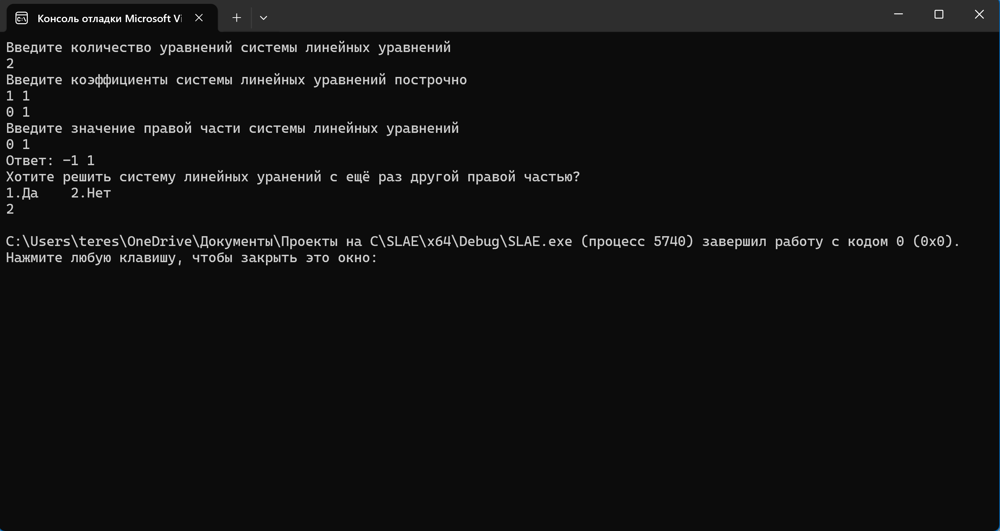 Консоль отладки Microsoft Vi
Введите количество уравнений системы линейных уравнений
2
Введите коэффициенты системы линейных уравнений построчно
1 1
0 1
Введите значение правой части системы линейных уравнений
0 1
Ответ: -1 1
Хотите решить систему линейных уранений с ещё раз другой правой частью?
1.Да    2.Нет
2
C:\Users\teres\OneDrive\Документы\Проекты на C\SLAE\x64\Debug\SLAE.exe (процесс 5740) завершил работу с кодом 0 (0x0).
Нажмите любую клавишу, чтобы закрыть это окно: